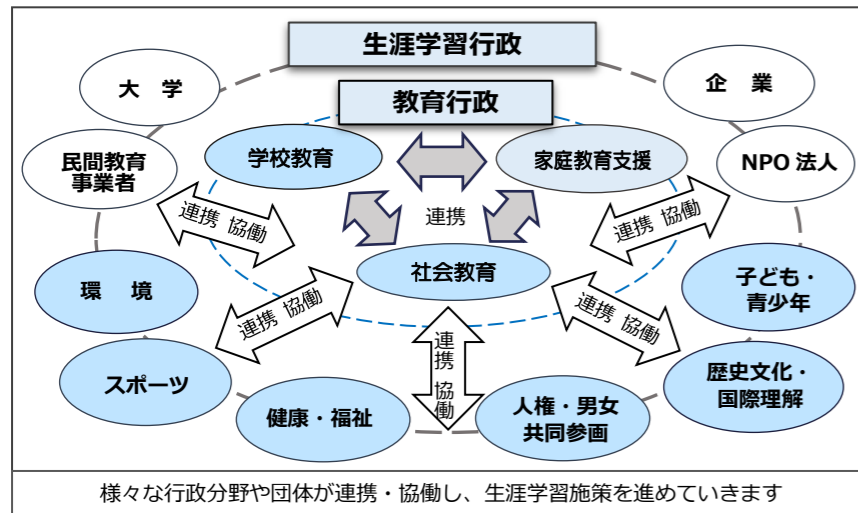 生涯学習行政
大　学
企　業
教育行政
民間教育
事業者
学校教育
家庭教育支援
NPO 法人
連携 協働
連携
連携 協働
社会教育
環　境
子ども・
青少年
連携 協働
連携 協働
連携 協働
スポーツ
歴史文化・
国際理解
健康・福祉
人権・男女
共同参画
様々な行政分野や団体が連携・協働し、生涯学習施策を進めていきます